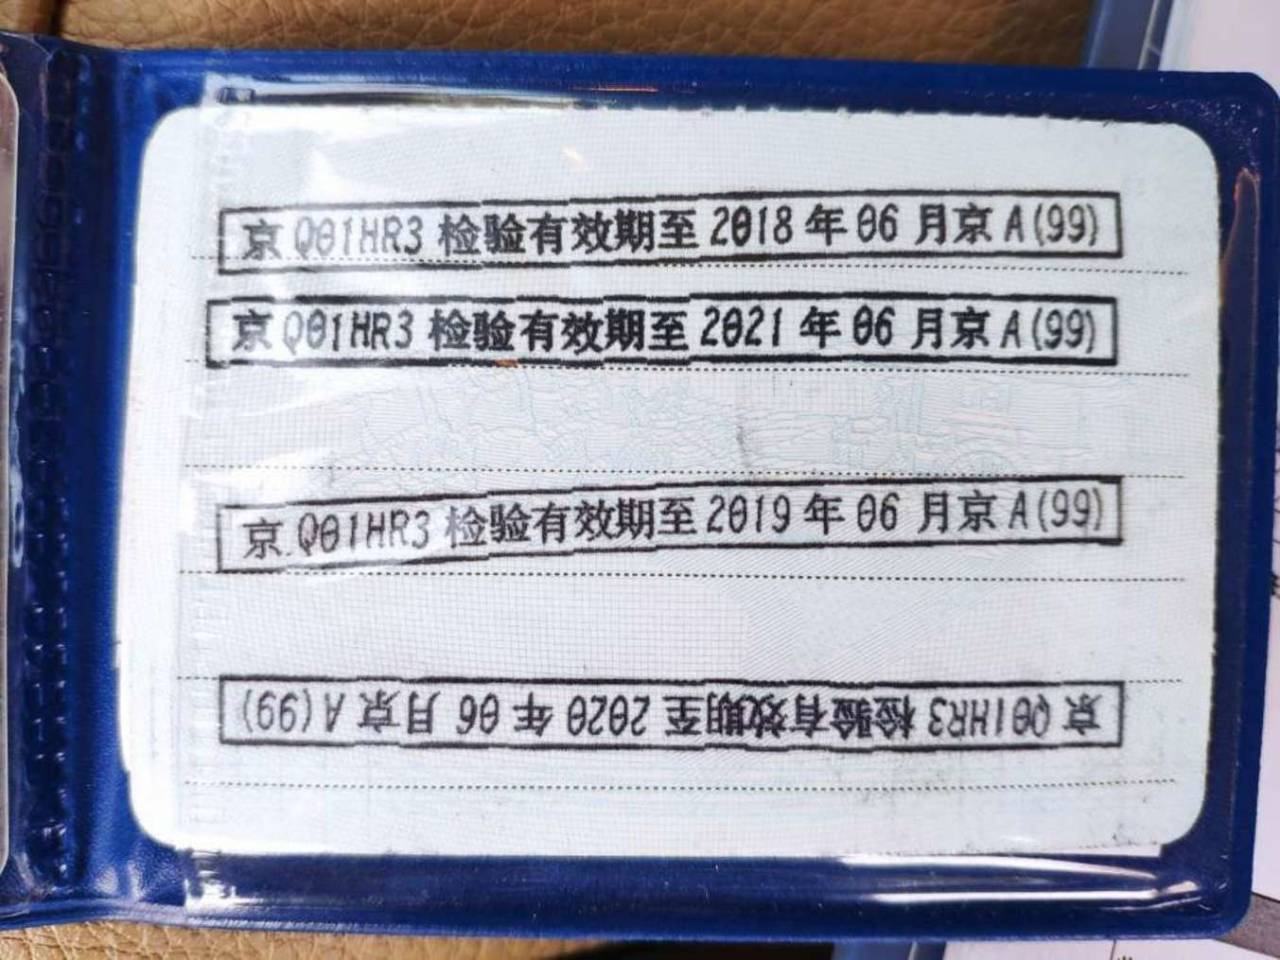 京Q01HR3 检验有效期至 2018 年 06 月京 A(99)
京Q01HR3 检验有效期至 2021 年 06 月京 A(99)
京Q01HR3 检验有效期至 2019 年 06 月京 A(99)
京Q01HR3 检验有效期至 2020 年 06 月京 A(99)